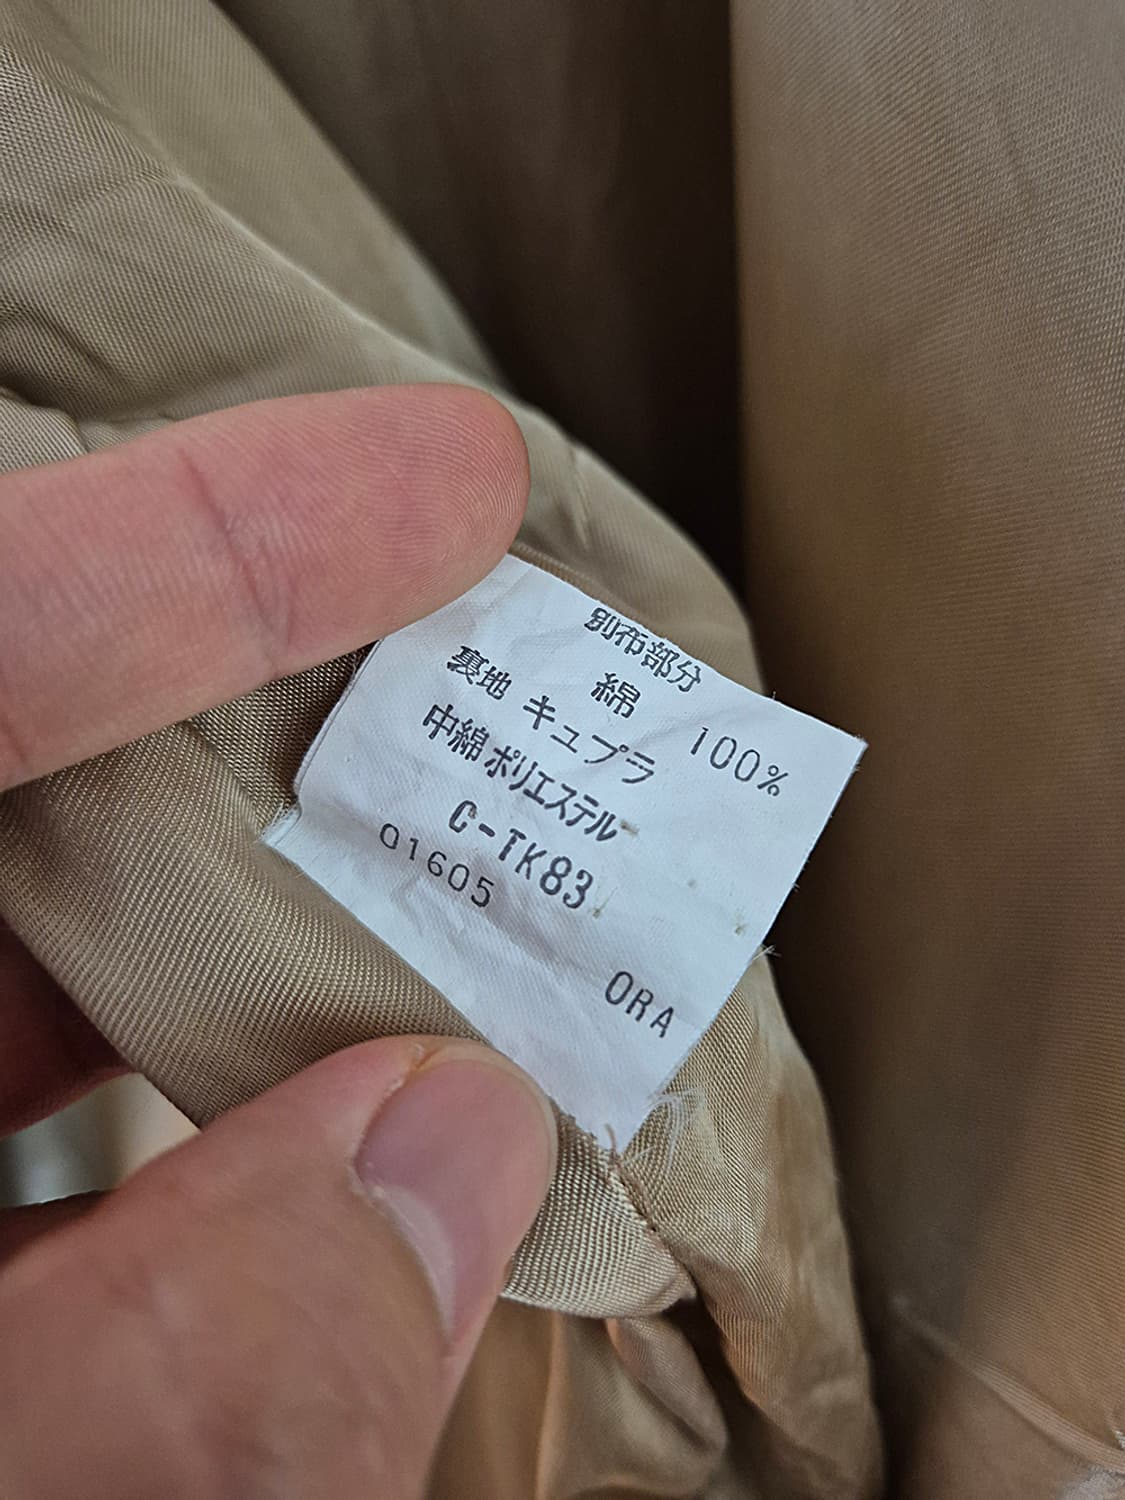 別布部分
綿 100%
裏地 キュプラ
中綿 ポリエステル
C-TK83
01605
ORA